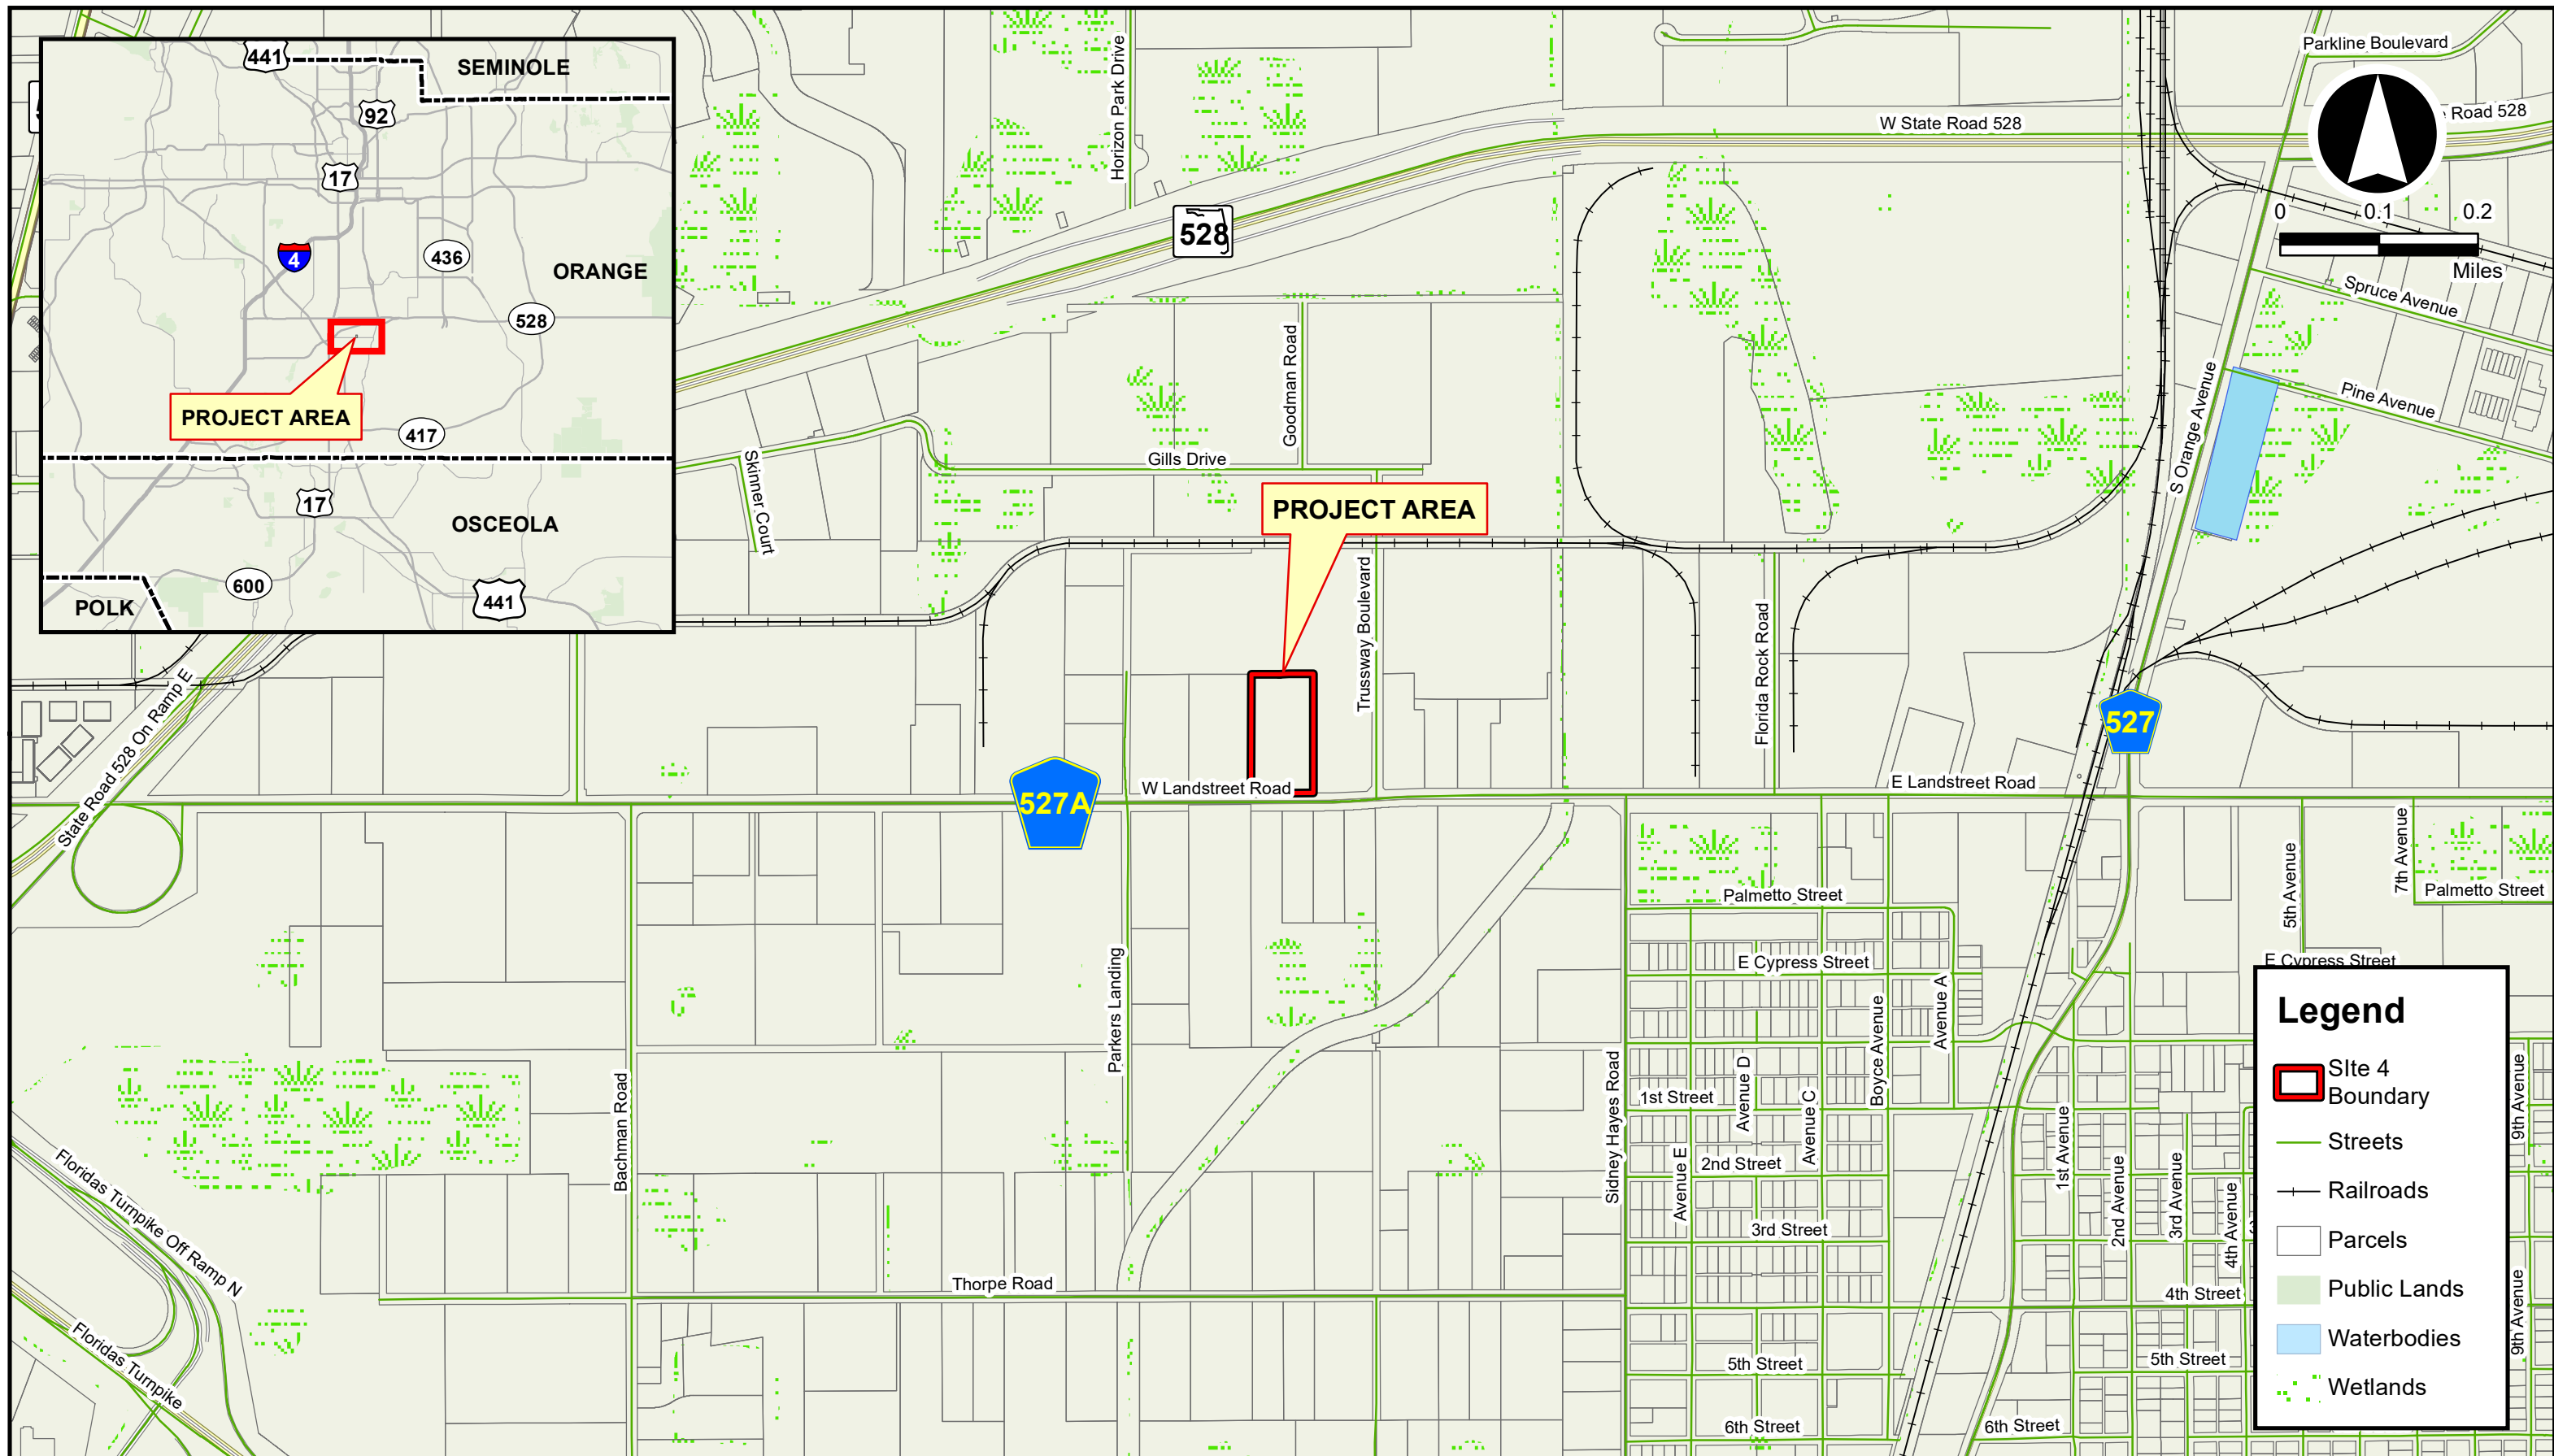 441
SEMINOLE
92
17
4
436
ORANGE
528
PROJECT AREA
417
17
OSCEOLA
600
441
POLK
Horizon Park Drive
528
W State Road 528
Parkline Boulevard
Road 528
0
0.1
0.2
Miles
Spruce Avenue
Pine Avenue
S Orange Avenue
Goodman Road
Gills Drive
Skinner Court
PROJECT AREA
Trussway Boulevard
Florida Rock Road
State Road 528 On Ramp E
527
527A
W Landstreet Road
E Landstreet Road
7th Avenue
5th Avenue
Palmetto Street
Palmetto Street
E Cypress Street
E Cypress Street
Parkers Landing
Avenue A
Boyce Avenue
Avenue D
Avenue C
1st Street
Sidney Hayes Road
Bachman Road
Avenue E
2nd Street
1st Avenue
2nd Avenue
3rd Avenue
4th Avenue
9th Avenue
3rd Street
Floridas Turnpike Off Ramp N
Thorpe Road
4th Street
Floridas Turnpike
5th Street
5th Street
9th Avenue
6th Street
6th Street
Legend
SIte 4
Boundary
Streets
Railroads
Parcels
Public Lands
Waterbodies
Wetlands